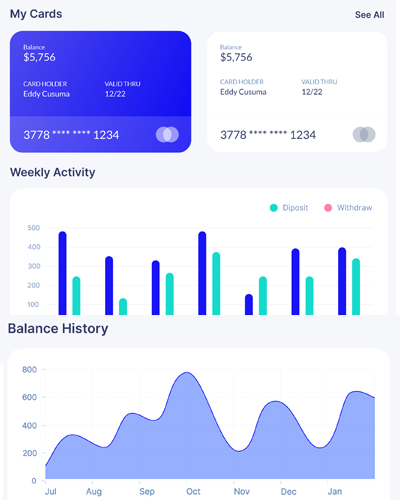 My Cards
See All
Balance
$5,756
CARD HOLDER
VALID THRU
Eddy Cusuma
12/22
3778 **** **** 1234
Balance
$5,756
CARD HOLDER
VALID THRU
Eddy Cusuma
12/22
3778 **** **** 1234
Weekly Activity
Diposit
Withdraw
500
400
300
200
100
Balance History
800
600
400
200
0
Jul
Aug
Sep
Oct
Nov
Dec
Jan